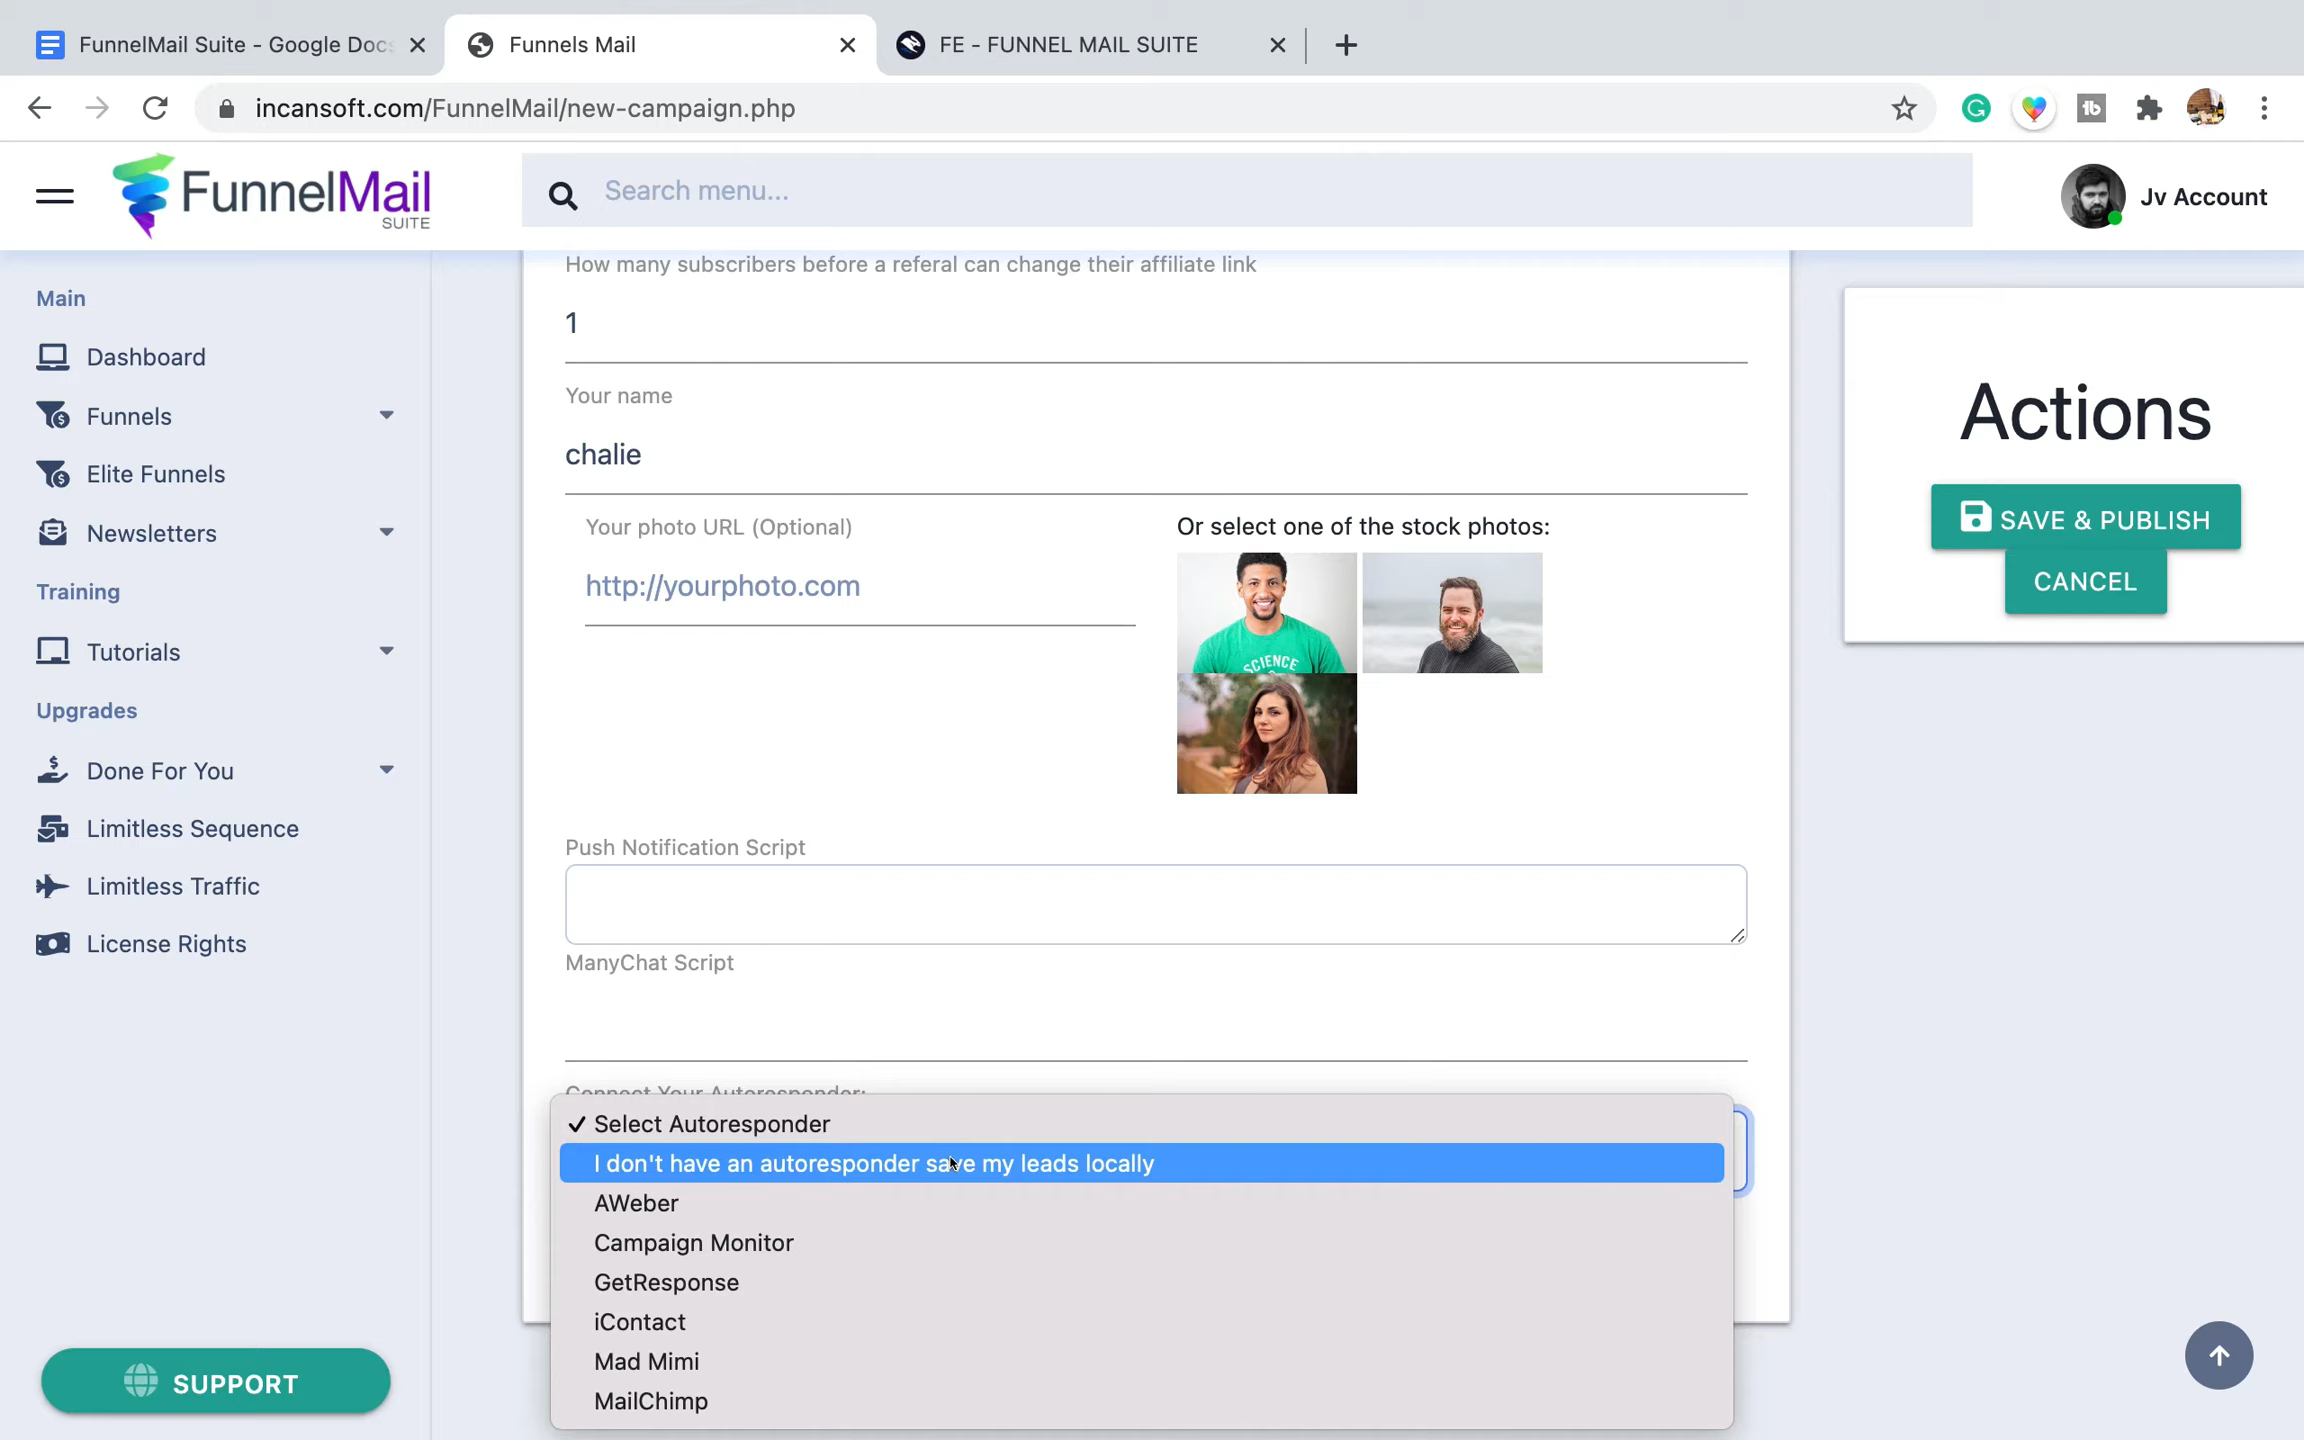 FunnelMail Suite - Google Docs
Funnels Mail
FE - FUNNEL MAIL SUITE
incansoft.com/FunnelMail/new-campaign.php
FunnelMail
SUITE
Search menu...
Jv Account
Main
Dashboard
Funnels
Elite Funnels
Newsletters
Training
Tutorials
Upgrades
Done For You
Limitless Sequence
Limitless Traffic
License Rights
SUPPORT
How many subscribers before a referal can change their affiliate link
1
Your name
chalie
Your photo URL (Optional)
http://yourphoto.com
Or select one of the stock photos:
SCIENCE
Push Notification Script
ManyChat Script
Connect Your Autoresponder:
Select Autoresponder
I don't have an autoresponder save my leads locally
AWeber
Campaign Monitor
GetResponse
iContact
Mad Mimi
MailChimp
Actions
SAVE & PUBLISH
CANCEL